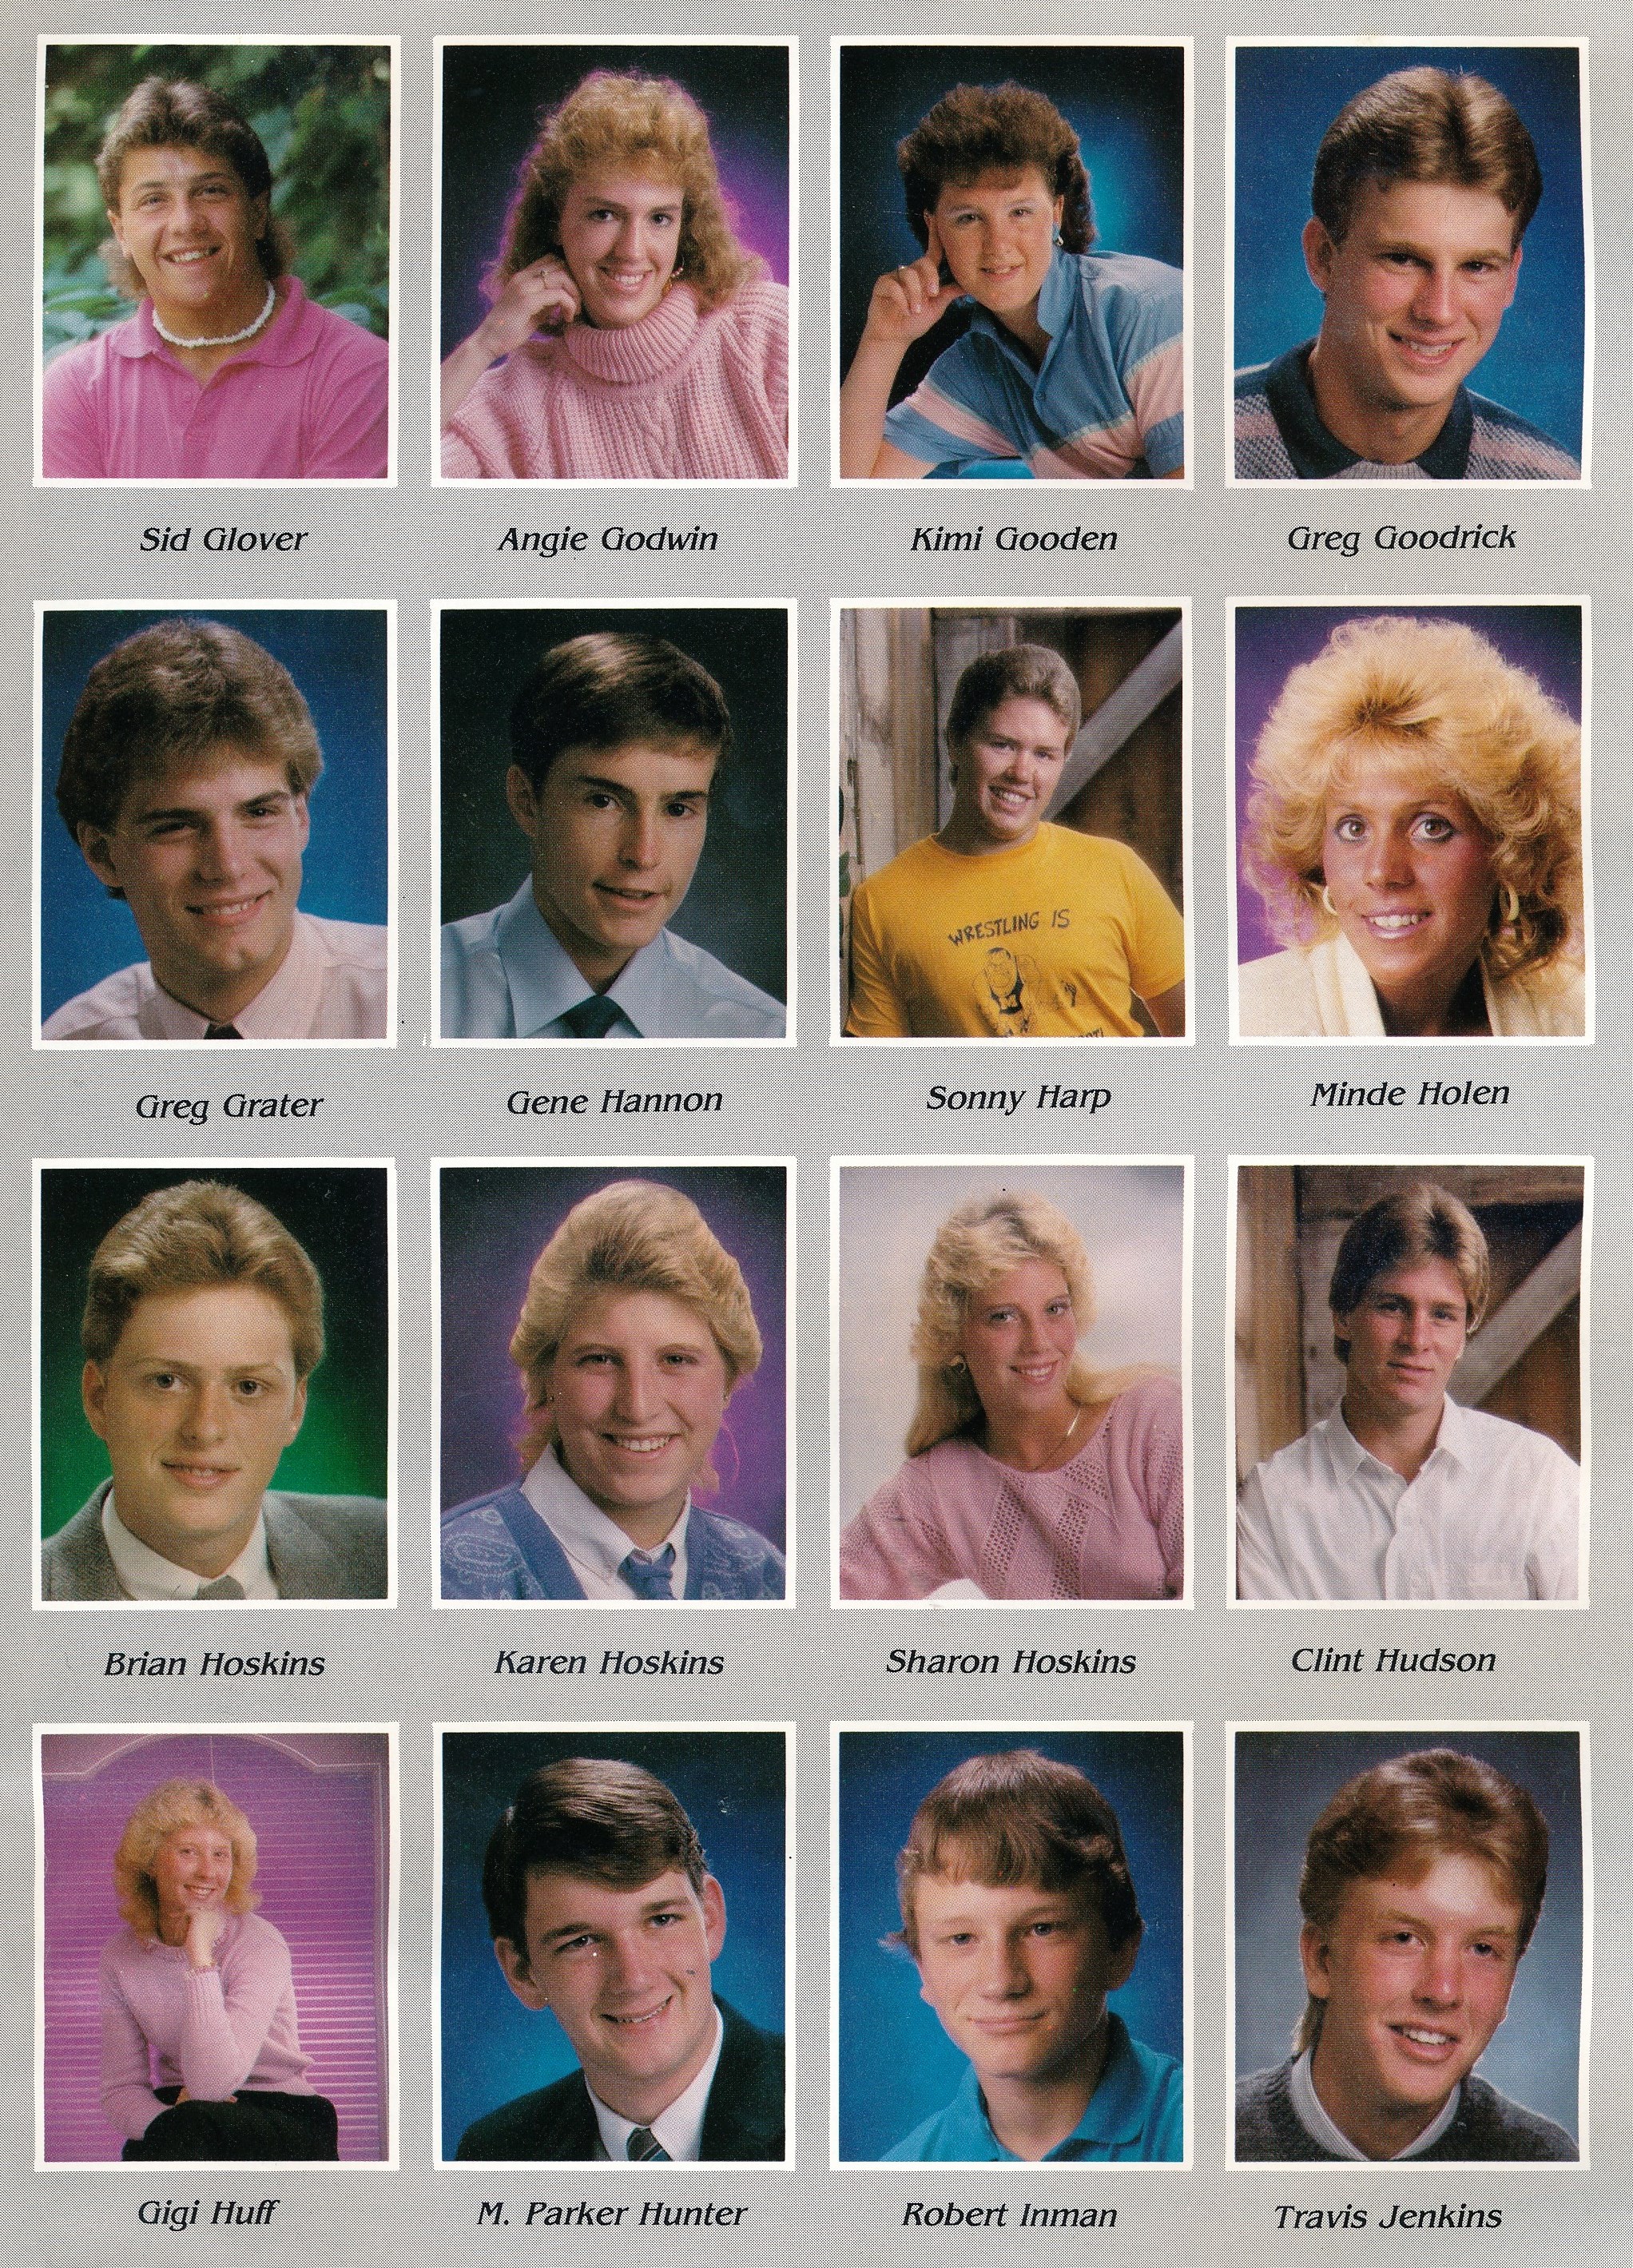 Sid Glover
Angie Godwin
Kimi Gooden
Greg Goodrick
WRESTLING IS
Greg Grater
Gene Hannon
Sonny Harp
Minde Holen
Brian Hoskins
Karen Hoskins
Sharon Hoskins
Clint Hudson
Gigi Huff
M. Parker Hunter
Robert Inman
Travis Jenkins